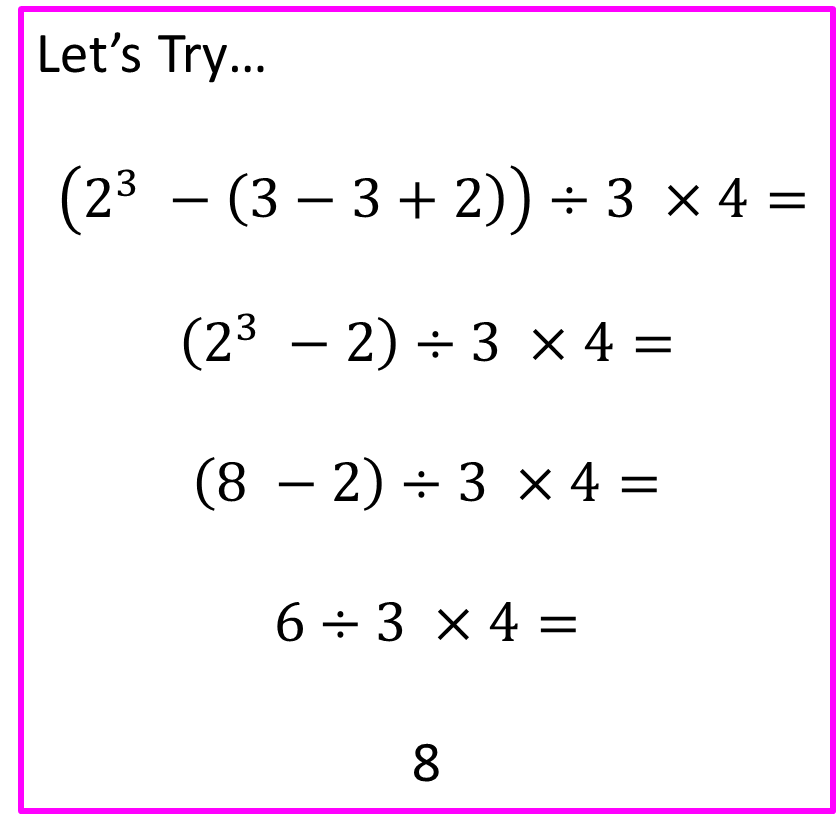 Let's Try...
(2³ − (3 − 3 + 2)) ÷ 3 × 4 =
(2³ − 2) ÷ 3 × 4 =
(8 − 2) ÷ 3 × 4 =
6 ÷ 3 × 4 =
8